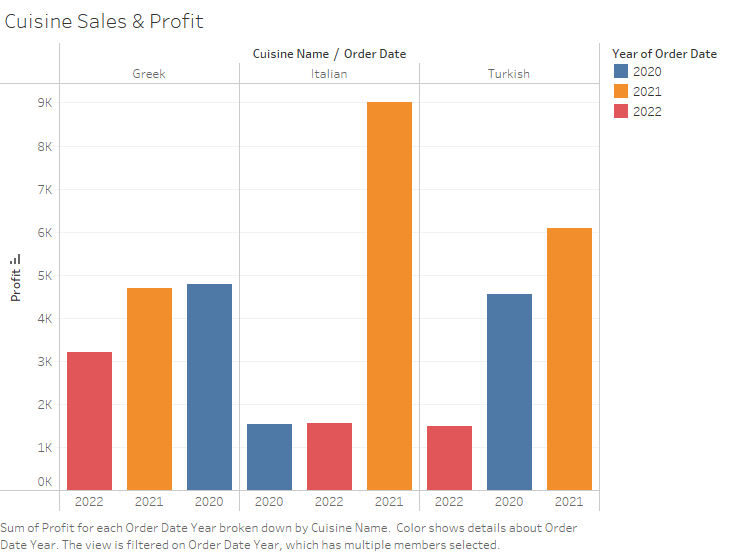 Cuisine Sales & Profit
Cuisine Name / Order Date
Greek Italian Turkish
Year of Order Date
2020
2021
2022
Profit
9K
8K
7K
6K
5K
4K
3K
2K
1K
0K
2022 2021 2020 2020 2022 2021 2022 2020 2021
Sum of Profit for each Order Date Year broken down by Cuisine Name. Color shows details about Order
Date Year. The view is filtered on Order Date Year, which has multiple members selected.